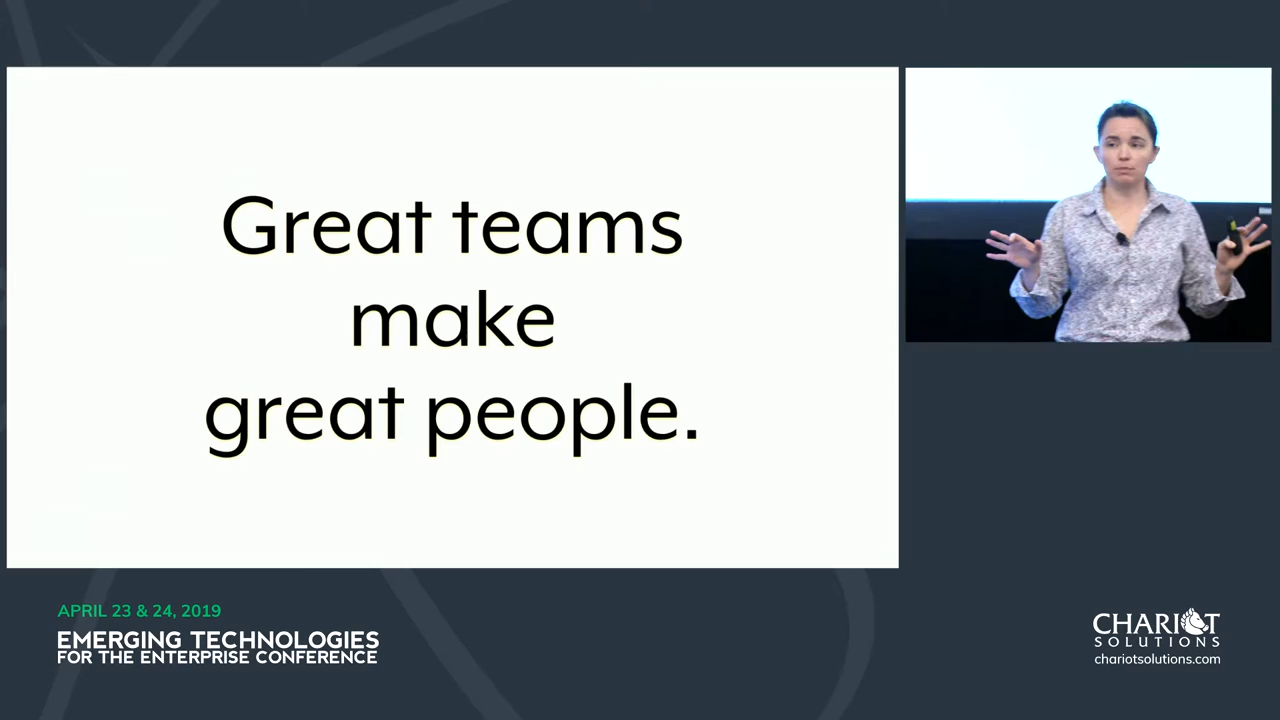 Great teams
make
great people.
APRIL 23 & 24, 2019
EMERGING TECHNOLOGIES
FOR THE ENTERPRISE CONFERENCE
CHARIOT
SOLUTIONS
chariotsolutions.com